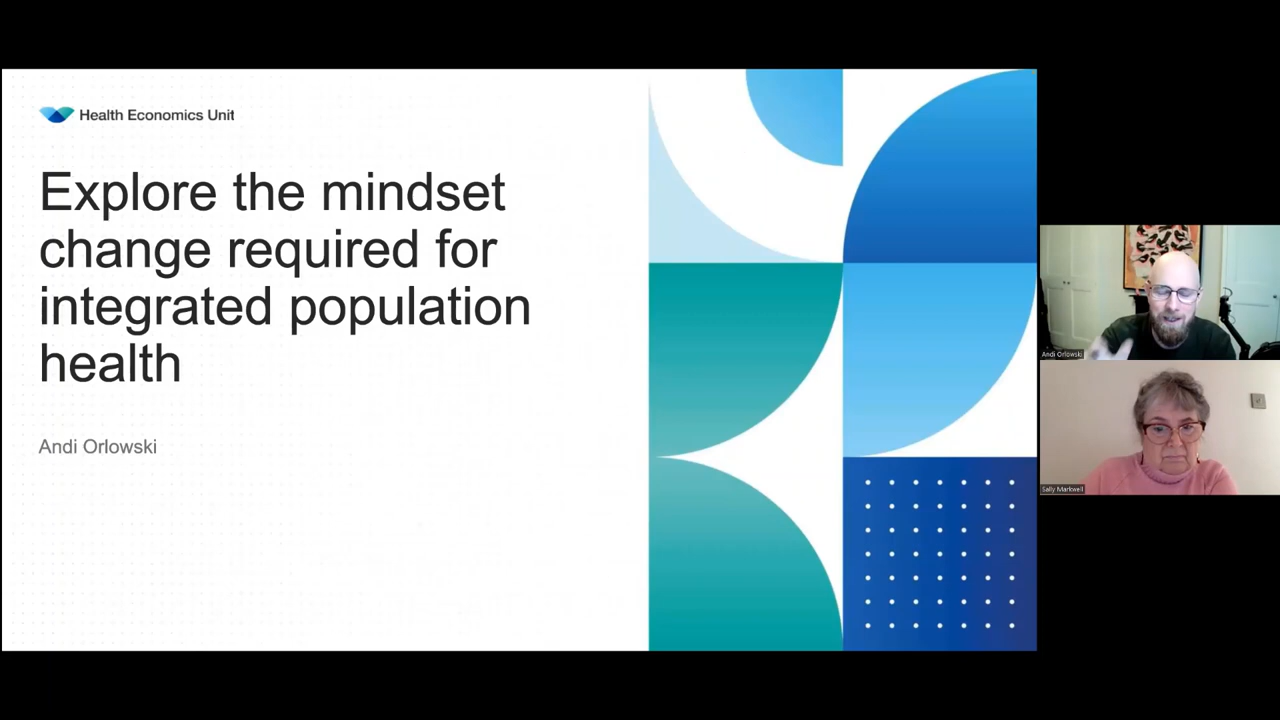 Health Economics Unit
Explore the mindset
change required for
integrated population
health
Andi Orlowski
Andi Orlowski
Sally Markwell